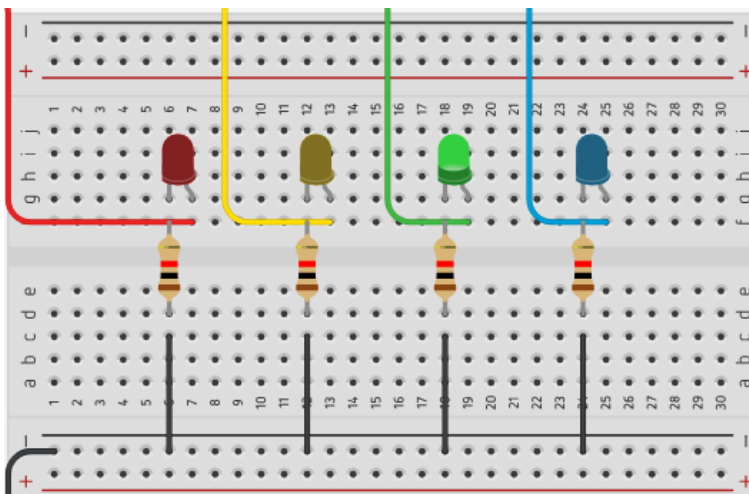 − −
+ +
1 2 3 4 5 6 7 8 9 10 11 12 13 14 15 16 17 18 19 20 21 22 23 24 25 26 27 28 29 30
j j
i i
h h
g g
f f
e e
d d
c c
b b
a a
1 2 3 4 5 6 7 8 9 10 11 12 13 14 15 16 17 18 19 20 21 22 23 24 25 26 27 28 29 30
− −
+ +